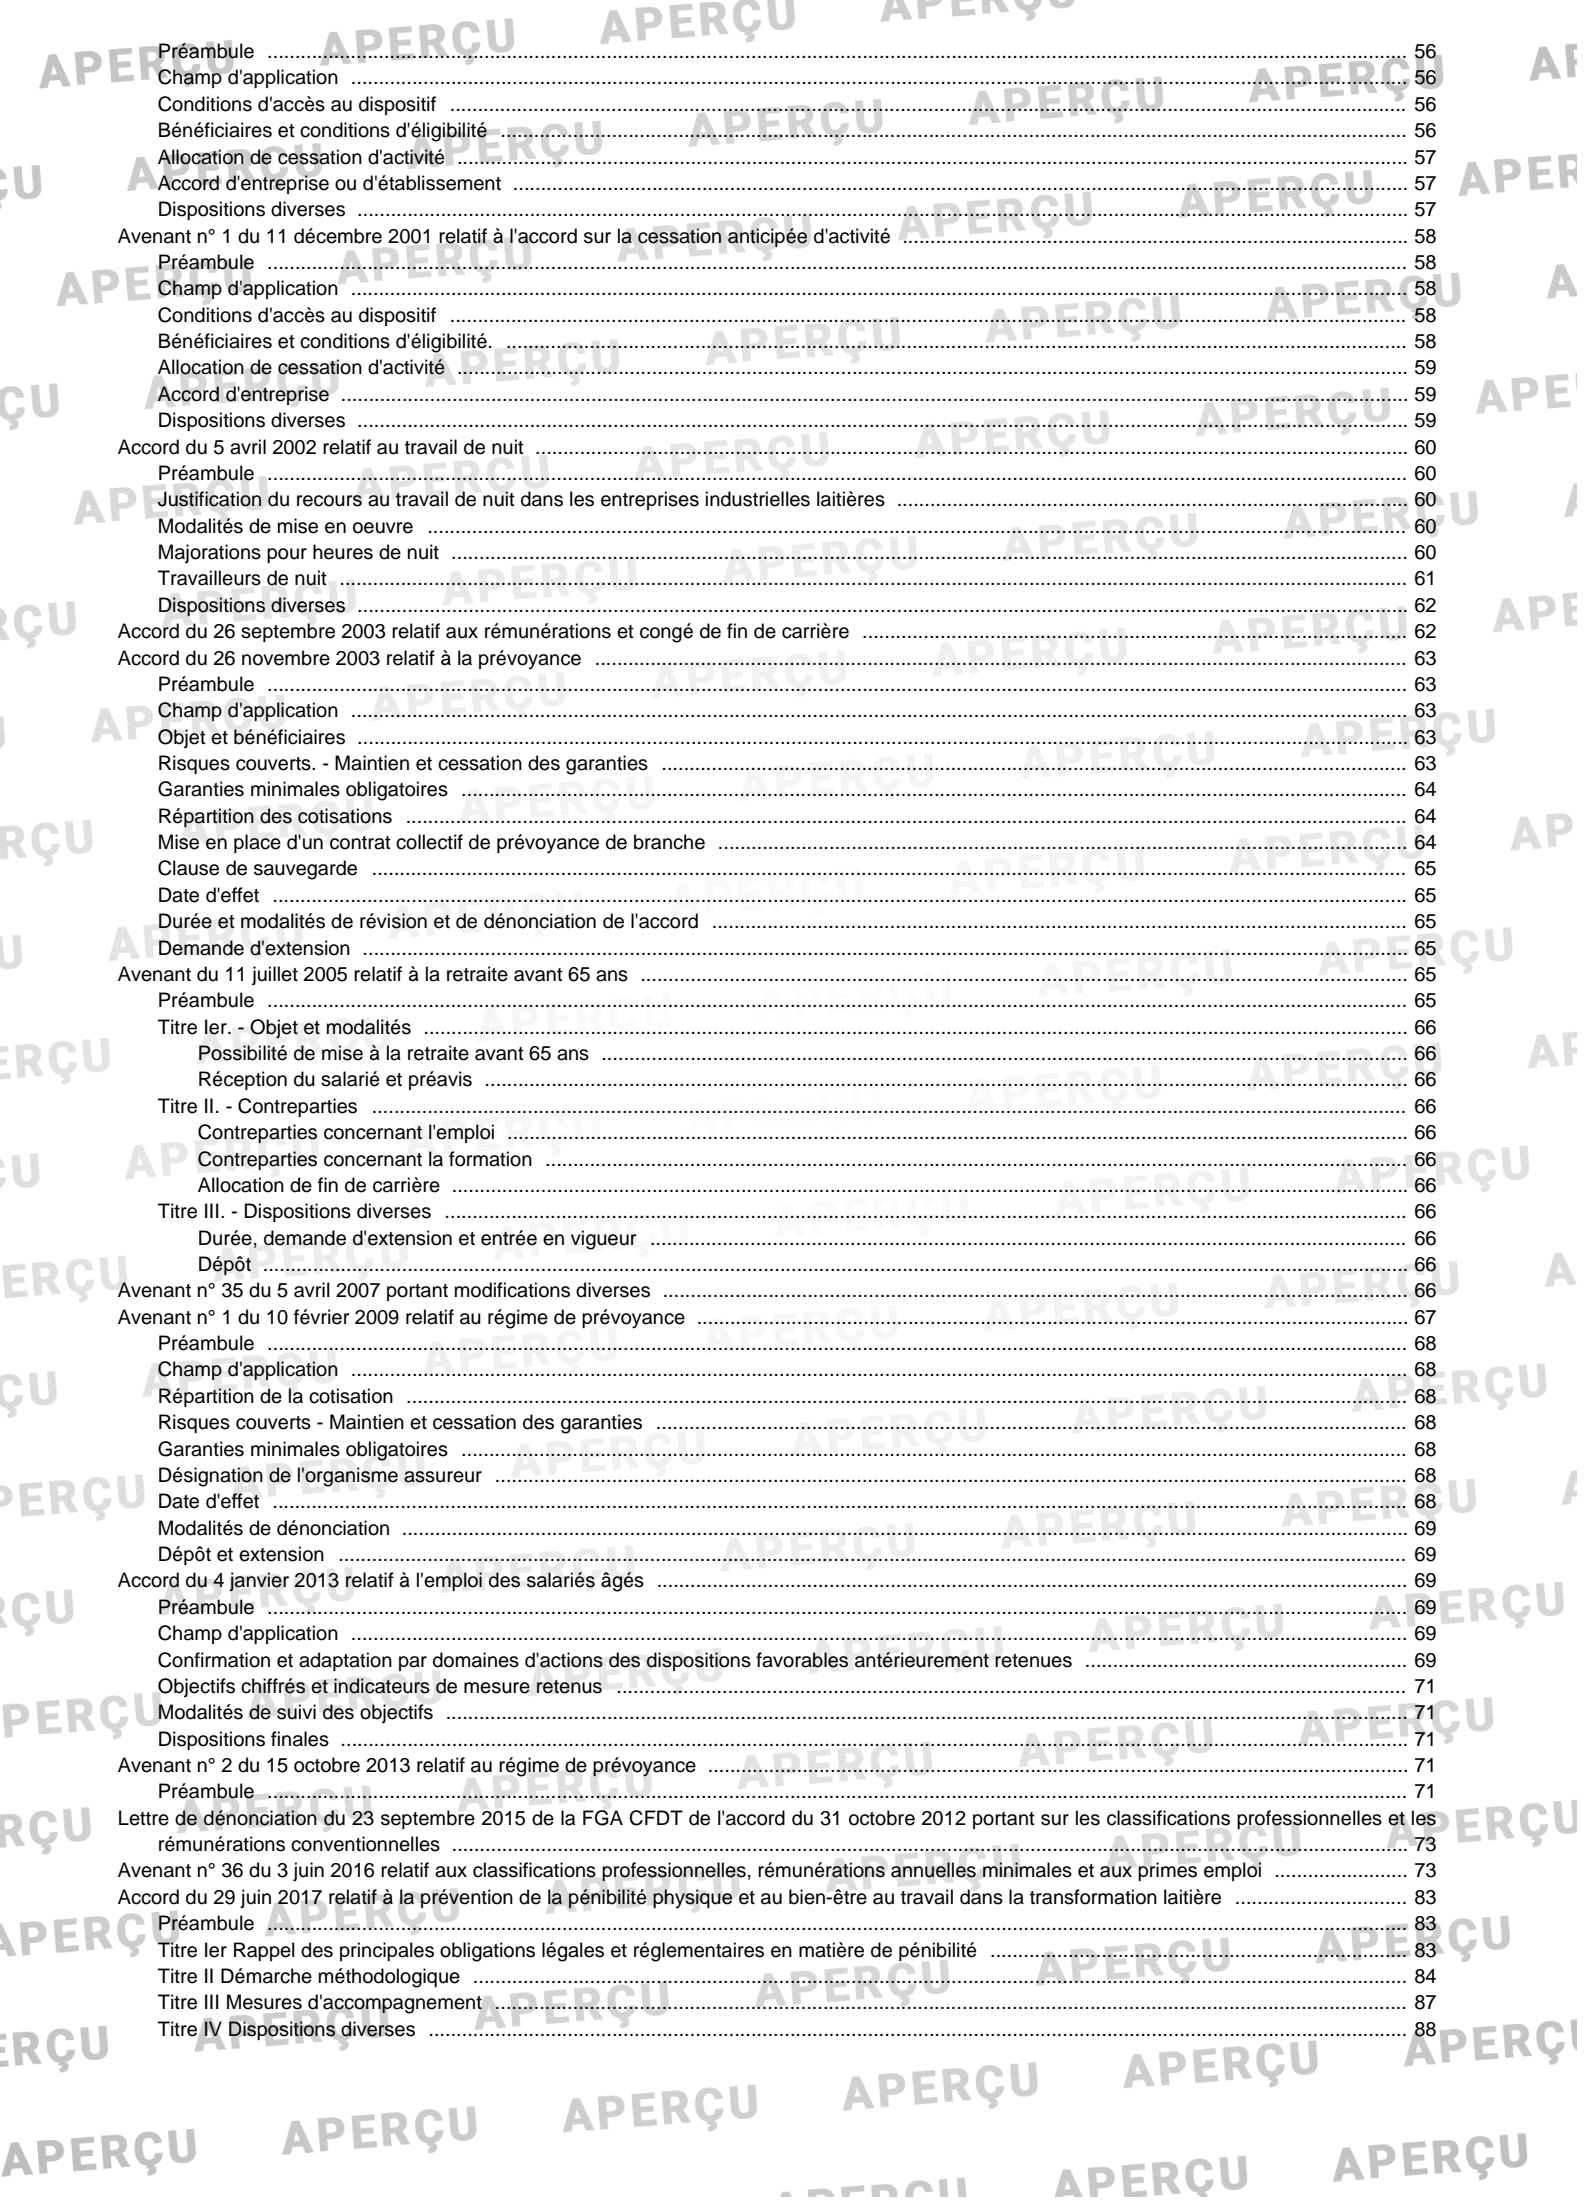 Préambule ........ 56
Champ d'application ........ 56
Conditions d'accès au dispositif ........ 56
Bénéficiaires et conditions d'éligibilité ........ 56
Allocation de cessation d'activité ........ 57
Accord d'entreprise ou d'établissement ........ 57
Dispositions diverses ........ 57
Avenant n° 1 du 11 décembre 2001 relatif à l'accord sur la cessation anticipée d'activité ........ 58
Préambule ........ 58
Champ d'application ........ 58
Conditions d'accès au dispositif ........ 58
Bénéficiaires et conditions d'éligibilité. ........ 58
Allocation de cessation d'activité ........ 59
Accord d'entreprise ........ 59
Dispositions diverses ........ 59
Accord du 5 avril 2002 relatif au travail de nuit ........ 60
Préambule ........ 60
Justification du recours au travail de nuit dans les entreprises industrielles laitières ........ 60
Modalités de mise en oeuvre ........ 60
Majorations pour heures de nuit ........ 60
Travailleurs de nuit ........ 61
Dispositions diverses ........ 62
Accord du 26 septembre 2003 relatif aux rémunérations et congé de fin de carrière ........ 62
Accord du 26 novembre 2003 relatif à la prévoyance ........ 63
Préambule ........ 63
Champ d'application ........ 63
Objet et bénéficiaires ........ 63
Risques couverts. - Maintien et cessation des garanties ........ 63
Garanties minimales obligatoires ........ 64
Répartition des cotisations ........ 64
Mise en place d'un contrat collectif de prévoyance de branche ........ 64
Clause de sauvegarde ........ 65
Date d'effet ........ 65
Durée et modalités de révision et de dénonciation de l'accord ........ 65
Demande d'extension ........ 65
Avenant du 11 juillet 2005 relatif à la retraite avant 65 ans ........ 65
Préambule ........ 65
Titre Ier. - Objet et modalités ........ 66
Possibilité de mise à la retraite avant 65 ans ........ 66
Réception du salarié et préavis ........ 66
Titre II. - Contreparties ........ 66
Contreparties concernant l'emploi ........ 66
Contreparties concernant la formation ........ 66
Allocation de fin de carrière ........ 66
Titre III. - Dispositions diverses ........ 66
Durée, demande d'extension et entrée en vigueur ........ 66
Dépôt ........ 66
Avenant n° 35 du 5 avril 2007 portant modifications diverses ........ 66
Avenant n° 1 du 10 février 2009 relatif au régime de prévoyance ........ 67
Préambule ........ 68
Champ d'application ........ 68
Répartition de la cotisation ........ 68
Risques couverts - Maintien et cessation des garanties ........ 68
Garanties minimales obligatoires ........ 68
Désignation de l'organisme assureur ........ 68
Date d'effet ........ 68
Modalités de dénonciation ........ 69
Dépôt et extension ........ 69
Accord du 4 janvier 2013 relatif à l'emploi des salariés âgés ........ 69
Préambule ........ 69
Champ d'application ........ 69
Confirmation et adaptation par domaines d'actions des dispositions favorables antérieurement retenues ........ 69
Objectifs chiffrés et indicateurs de mesure retenus ........ 71
Modalités de suivi des objectifs ........ 71
Dispositions finales ........ 71
Avenant n° 2 du 15 octobre 2013 relatif au régime de prévoyance ........ 71
Préambule ........ 71
Lettre de dénonciation du 23 septembre 2015 de la FGA CFDT de l'accord du 31 octobre 2012 portant sur les classifications professionnelles et les
rémunérations conventionnelles ........ 73
Avenant n° 36 du 3 juin 2016 relatif aux classifications professionnelles, rémunérations annuelles minimales et aux primes emploi ........ 73
Accord du 29 juin 2017 relatif à la prévention de la pénibilité physique et au bien-être au travail dans la transformation laitière ........ 83
Préambule ........ 83
Titre Ier Rappel des principales obligations légales et réglementaires en matière de pénibilité ........ 83
Titre II Démarche méthodologique ........ 84
Titre III Mesures d'accompagnement ........ 87
Titre IV Dispositions diverses ........ 88
APERÇU